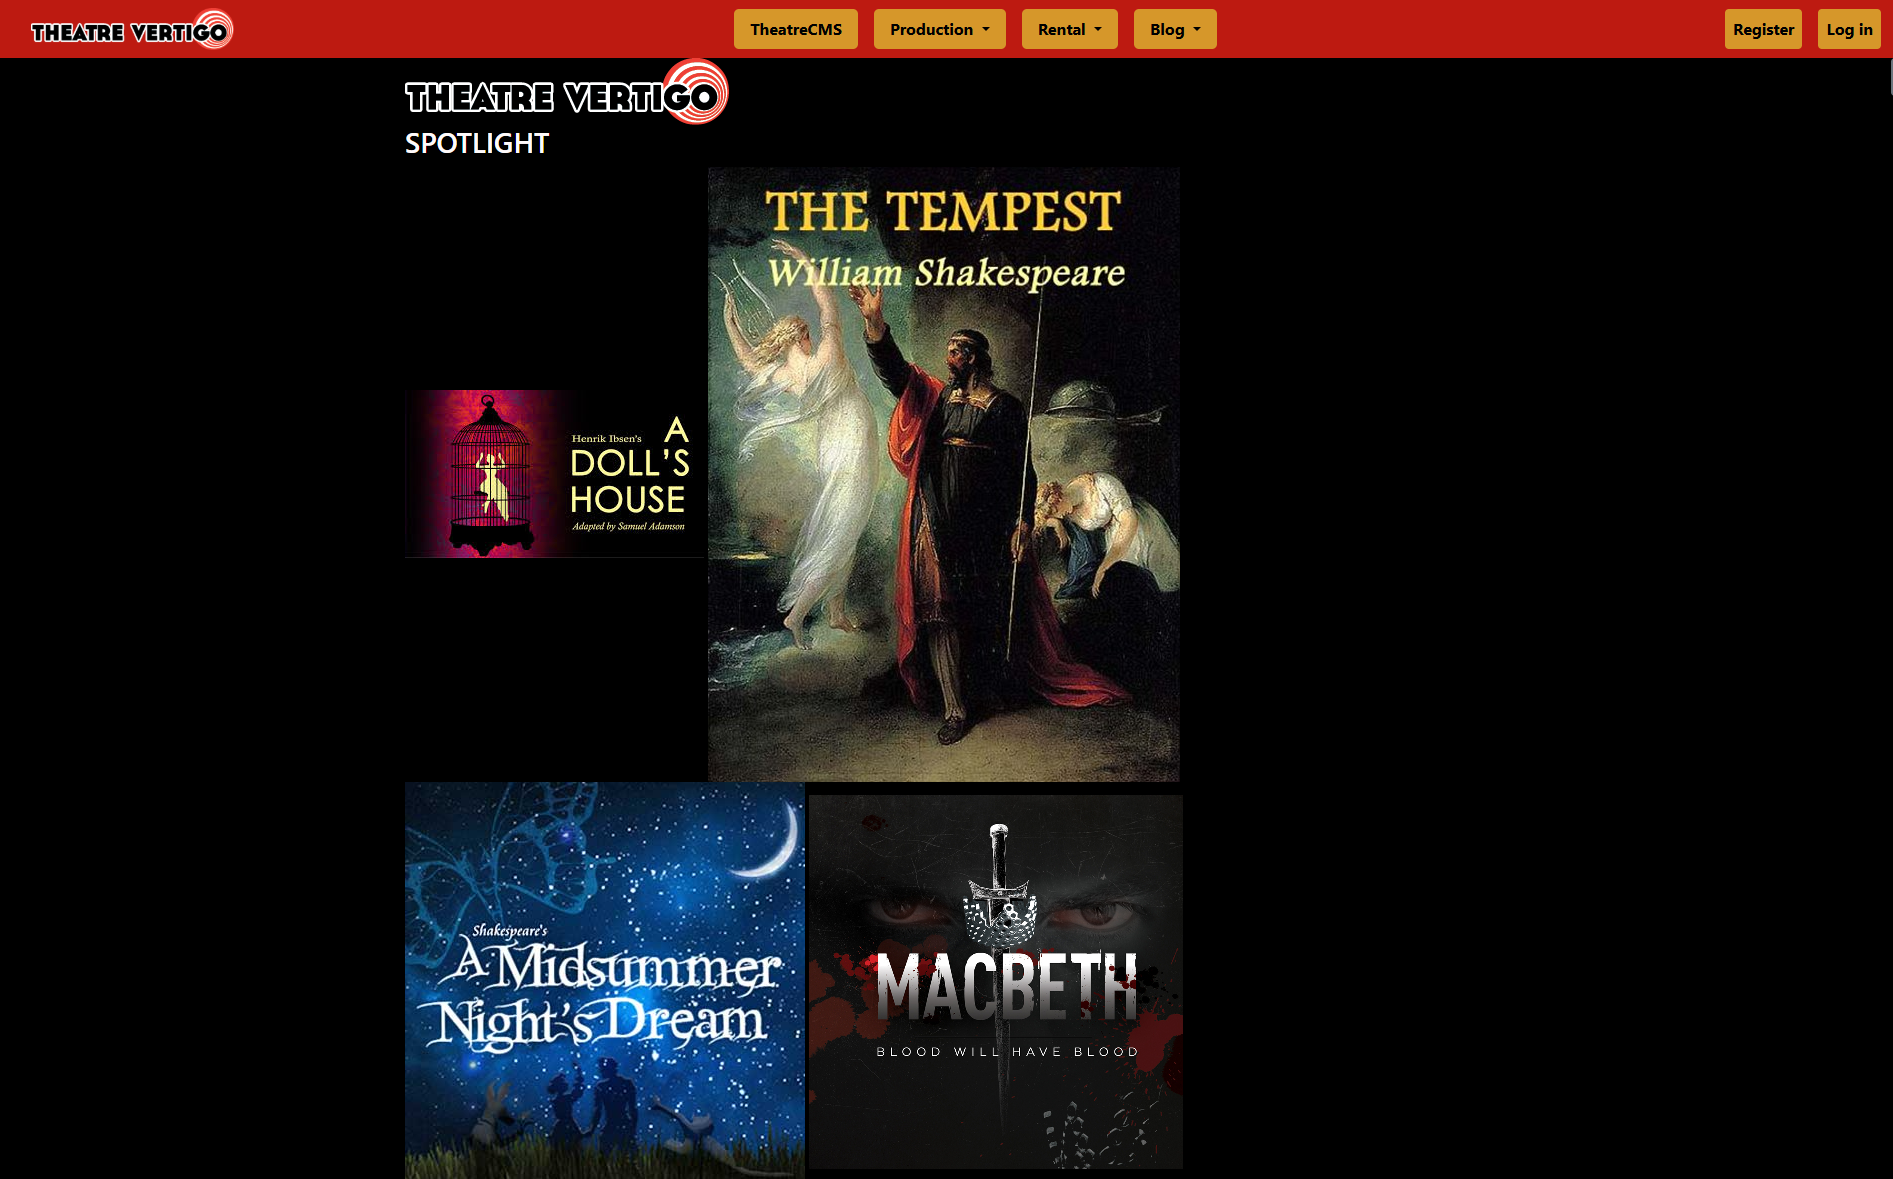 THEATRE VERTIGO
TheatreCMS
Production
Rental
Blog
Register
Log in
THEATRE VERTIGO
SPOTLIGHT
THE TEMPEST
William Shakespeare
Henrik Ibsen's
A
DOLL'S
HOUSE
Adapted by Samuel Adamson
Shakespeare's
A Midsummer
Night's Dream
MACBETH
BLOOD WILL HAVE BLOOD